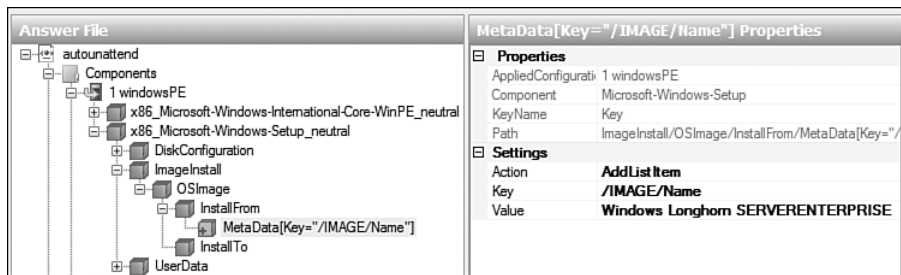 Answer File
autounattend
Components
1 windowsPE
x86_Microsoft-Windows-International-Core-WinPE_neutral
x86_Microsoft-Windows-Setup_neutral
DiskConfiguration
ImageInstall
OSImage
InstallFrom
MetaData[Key="/IMAGE/Name"]
InstallTo
UserData
MetaData[Key="/IMAGE/Name"] Properties
Properties
AppliedConfigurati 1 windowsPE
Component Microsoft-Windows-Setup
KeyName Key
Path ImageInstall/OSImage/InstallFrom/MetaData[Key="/
Settings
Action AddListItem
Key /IMAGE/Name
Value Windows Longhorn SERVERENTERPRISE